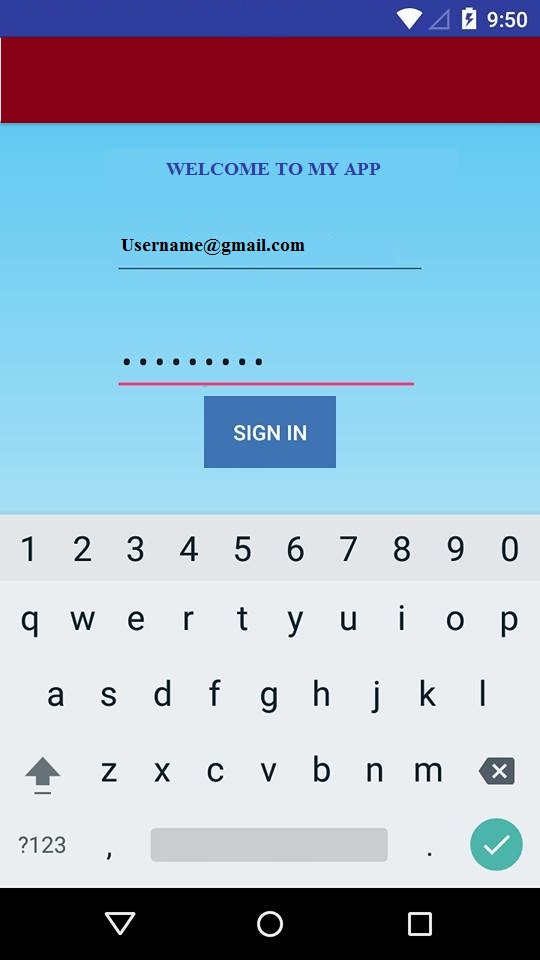 9:50
WELCOME TO MY APP
Username@gmail.com
•••••••••
SIGN IN
1 2 3 4 5 6 7 8 9 0
q w e r t y u i o p
a s d f g h j k l
z x c v b n m
?123 , .